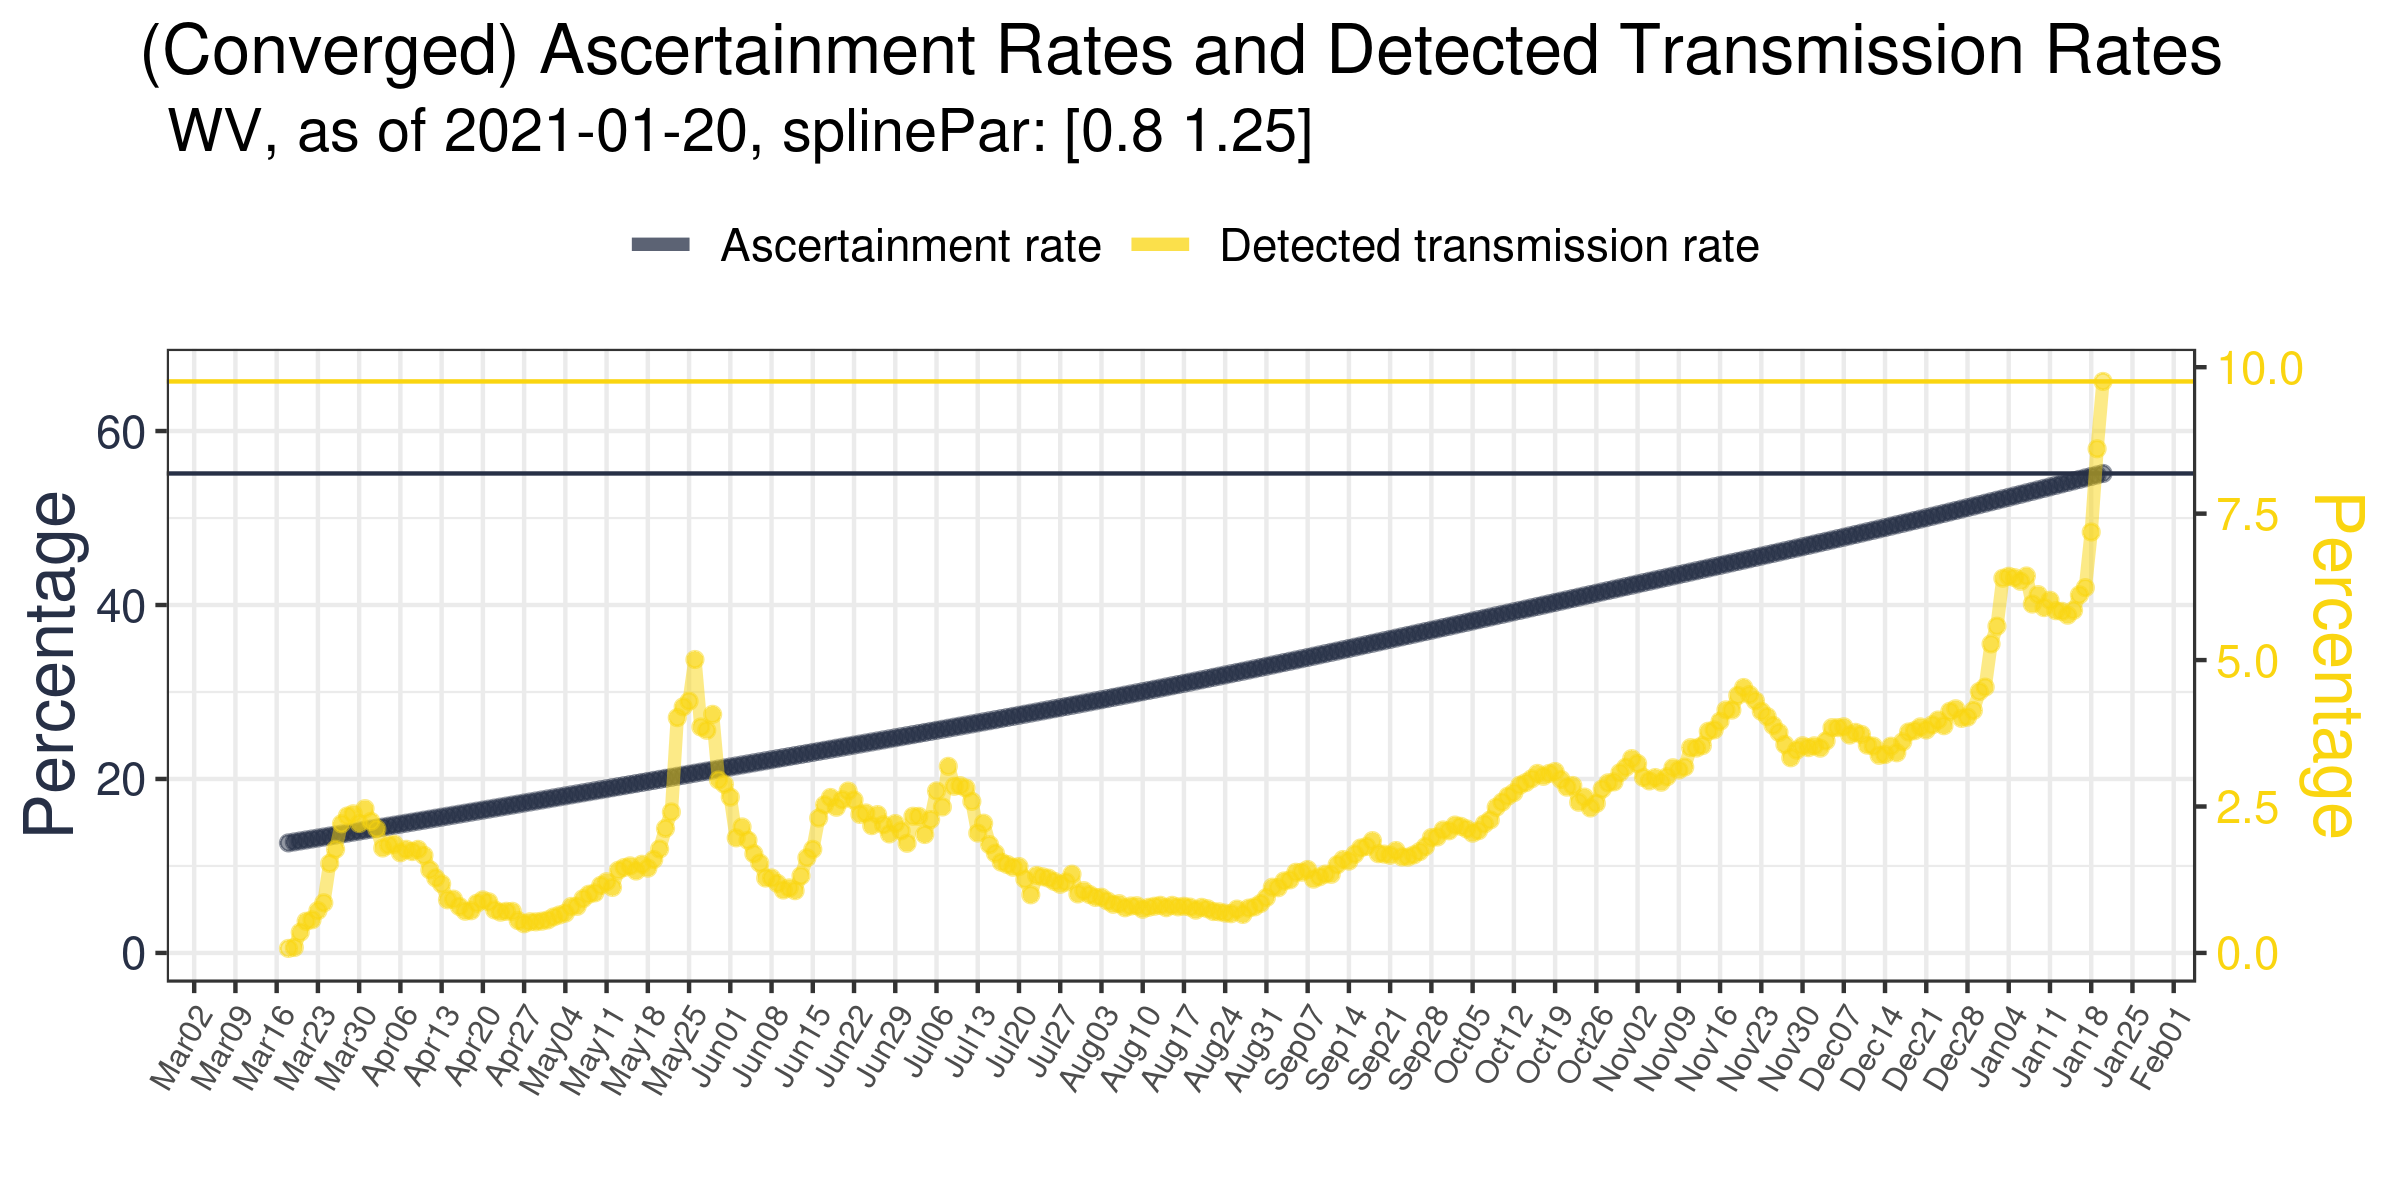 (Converged) Ascertainment Rates and Detected Transmission Rates
WV, as of 2021-01-20, splinePar: [0.8 1.25]
Ascertainment rate Detected transmission rate
Percentage
60
40
20
0
10.0
7.5
5.0
2.5
0.0
Percentage
Mar02 Mar09 Mar16 Mar23 Mar30 Apr06 Apr13 Apr20 Apr27 May04 May11 May18 May25 Jun01 Jun08 Jun15 Jun22 Jun29 Jul06 Jul13 Jul20 Jul27 Aug03 Aug10 Aug17 Aug24 Aug31 Sep07 Sep14 Sep21 Sep28 Oct05 Oct12 Oct19 Oct26 Nov02 Nov09 Nov16 Nov23 Nov30 Dec07 Dec14 Dec21 Dec28 Jan04 Jan11 Jan18 Jan25 Feb01